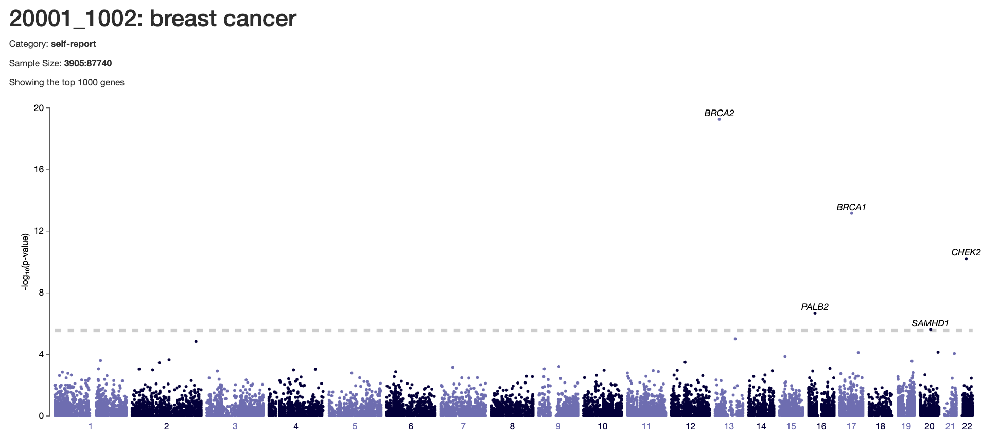 20001_1002: breast cancer
Category: self-report
Sample Size: 3905:87740
Showing the top 1000 genes
20
BRCA2
16
BRCA1
12
-log₁₀(p-value)
CHEK2
8
PALB2
SAMHD1
4
0
1 2 3 4 5 6 7 8 9 10 11 12 13 14 15 16 17 18 19 20 21 22